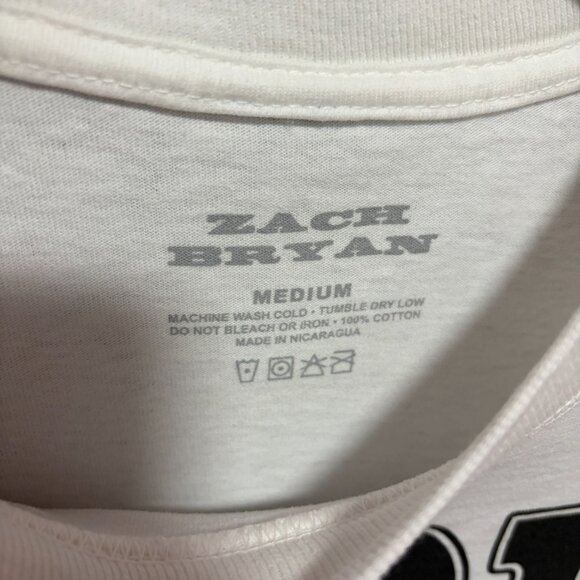 ZACH
BRYAN
MEDIUM
MACHINE WASH COLD • TUMBLE DRY LOW
DO NOT BLEACH OR IRON • 100% COTTON
MADE IN NICARAGUA